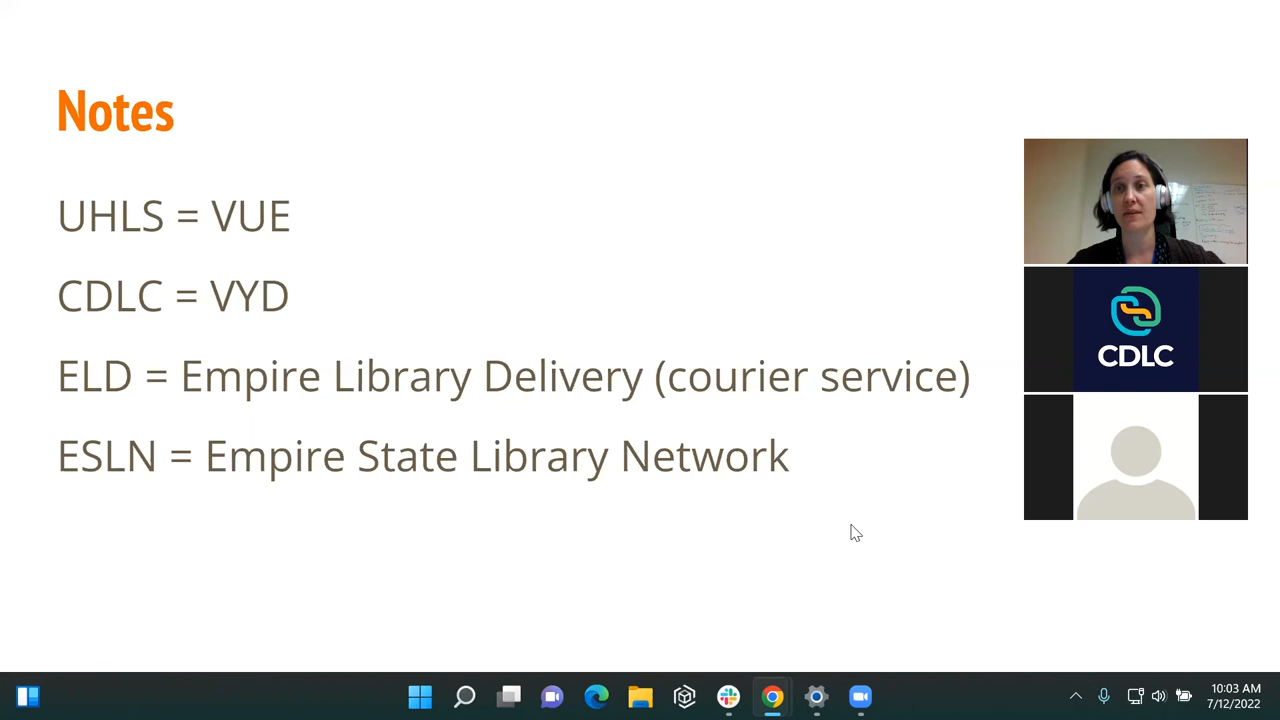 Notes
UHLS = VUE
CDLC = VYD
ELD = Empire Library Delivery (courier service)
ESLN = Empire State Library Network
CDLC
10:03 AM
7/12/2022